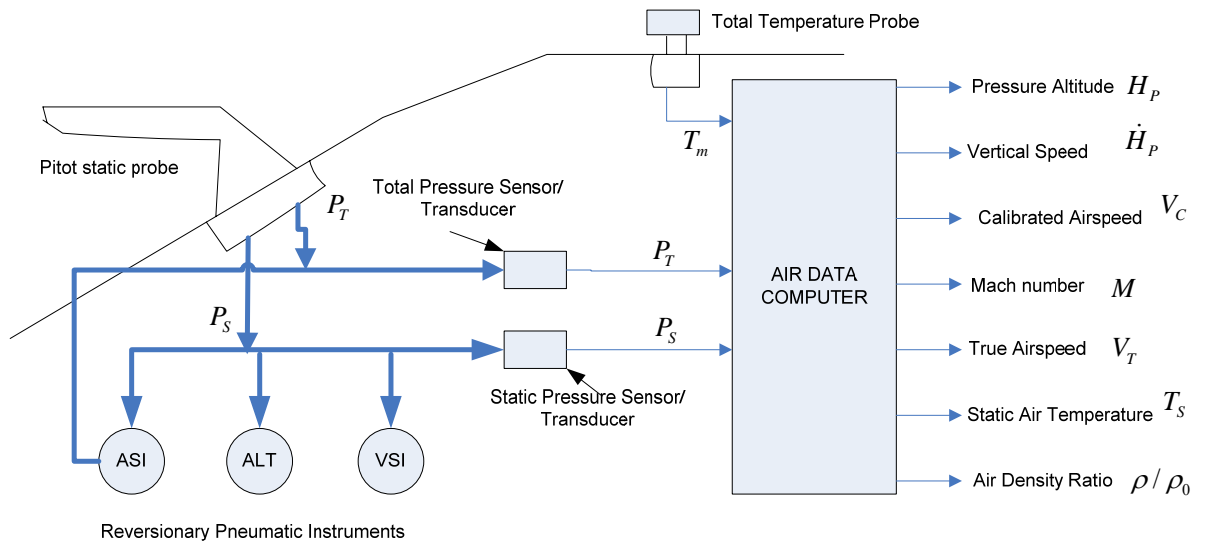 Total Temperature Probe
Pitot static probe
P_T
Total Pressure Sensor/
Transducer
T_m
P_T
P_S
P_S
Static Pressure Sensor/
Transducer
AIR DATA
COMPUTER
Pressure Altitude H_P
Vertical Speed Ḣ_P
Calibrated Airspeed V_C
Mach number M
True Airspeed V_T
Static Air Temperature T_S
Air Density Ratio ρ / ρ_0
ASI
ALT
VSI
Reversionary Pneumatic Instruments